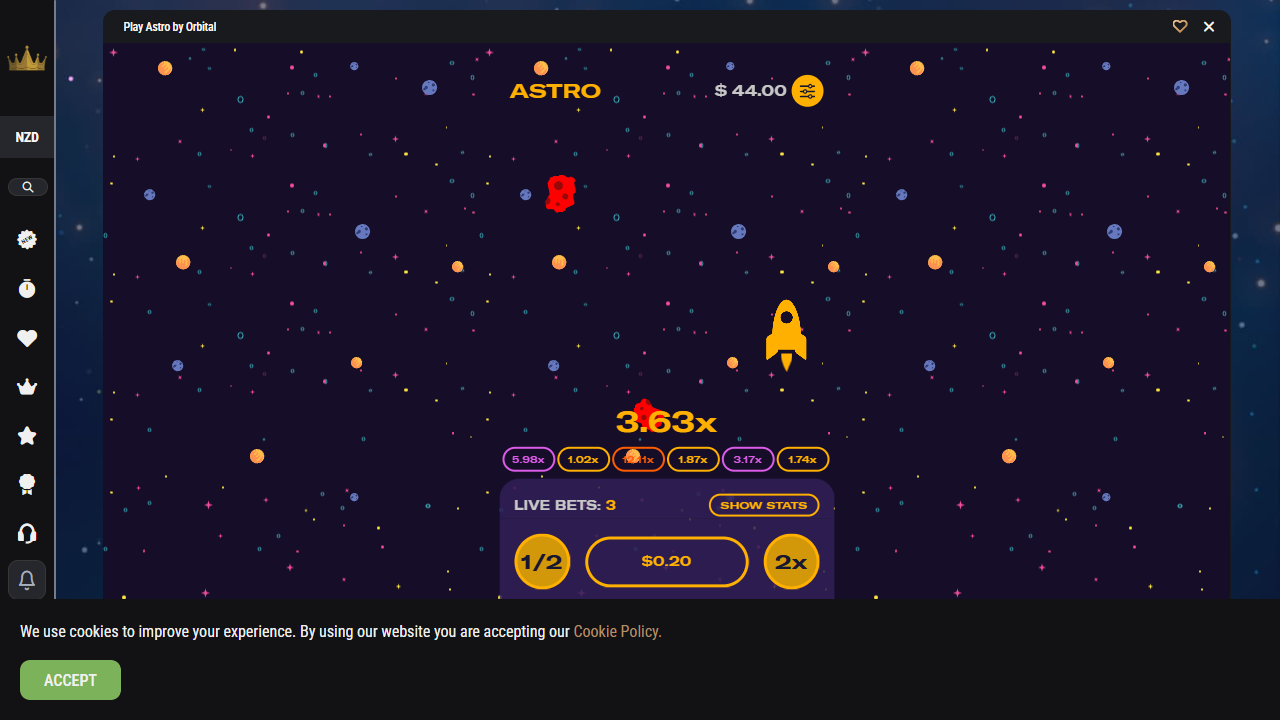 Play Astro by Orbital
NZD
NEW
ASTRO
$ 44.00
3.63x
5.98x 1.02x 1.87x 3.17x 1.74x
LIVE BETS: 3
SHOW STATS
1/2
$0.20
2x
We use cookies to improve your experience. By using our website you are accepting our Cookie Policy.
ACCEPT